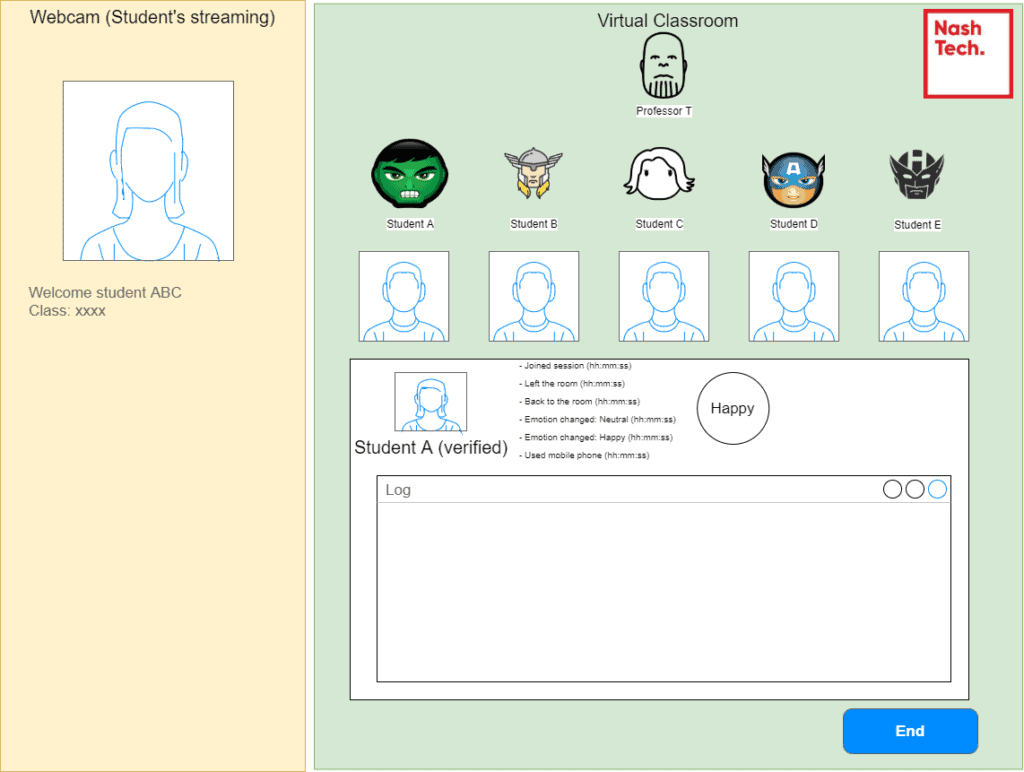 Webcam (Student's streaming)
Welcome student ABC
Class: xxxx
Virtual Classroom
Nash
Tech.
Professor T
A
Student A
Student B
Student C
Student D
Student E
- Joined session (hh:mm:ss)
- Left the room (hh:mm:ss)
- Back to the room (hh:mm:ss)
- Emotion changed: Neutral (hh:mm:ss)
- Emotion changed: Happy (hh:mm:ss)
- Used mobile phone (hh:mm:ss)
Happy
Student A (verified)
Log
End